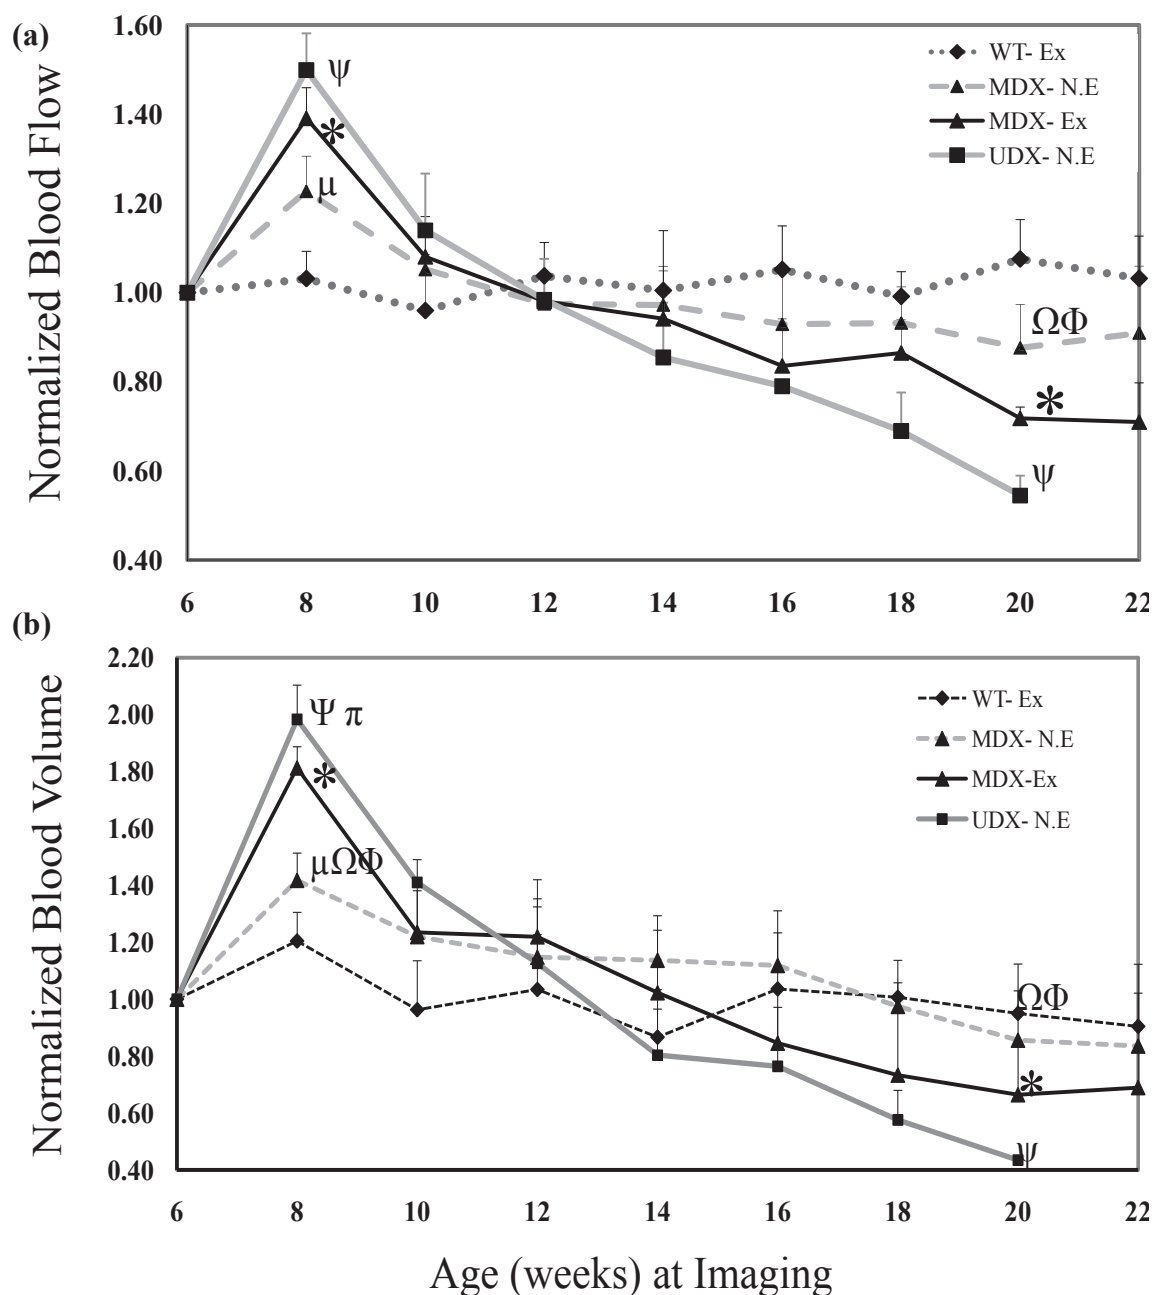 (a)
Normalized Blood Flow
1.60
1.40
1.20
1.00
0.80
0.60
0.40
WT- Ex
MDX- N.E
MDX- Ex
UDX- N.E
ψ
*
μ
ΩΦ
*
ψ
6 8 10 12 14 16 18 20 22
(b)
Normalized Blood Volume
2.20
2.00
1.80
1.60
1.40
1.20
1.00
0.80
0.60
0.40
WT- Ex
MDX- N.E
MDX-Ex
UDX- N.E
Ψ π
*
μΩΦ
ΩΦ
*
ψ
6 8 10 12 14 16 18 20 22
Age (weeks) at Imaging